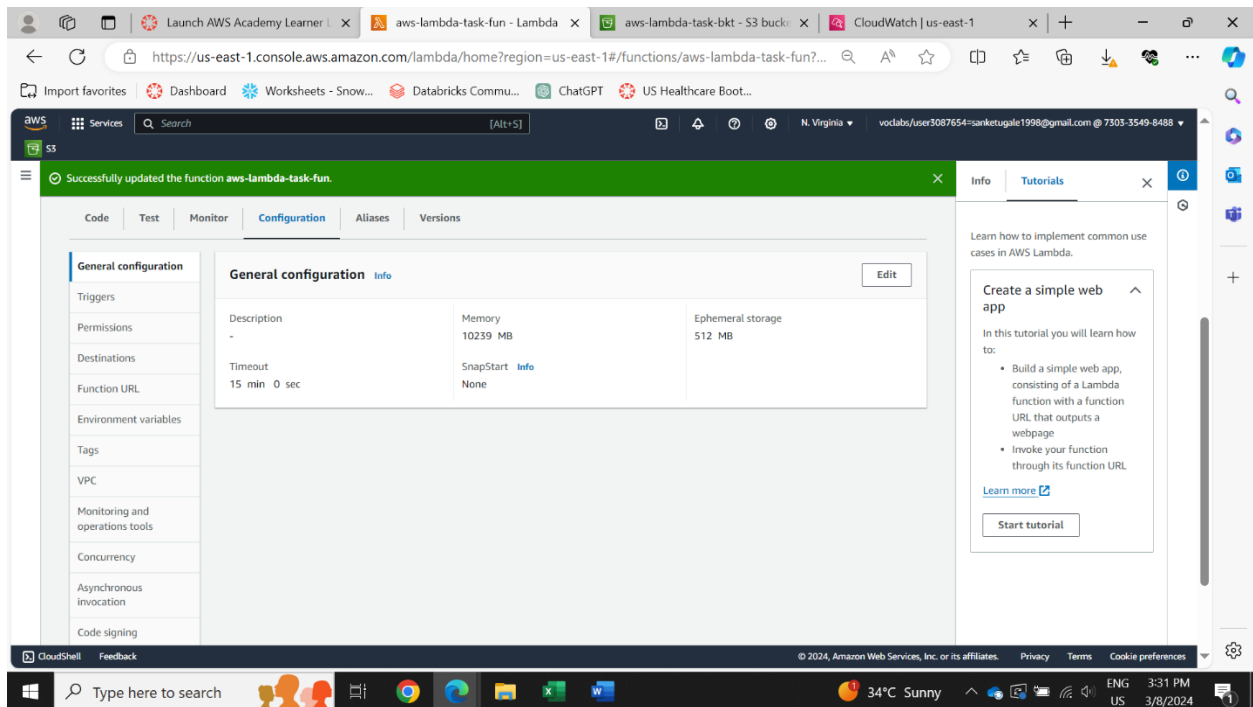 Launch AWS Academy Learner L
aws-lambda-task-fun - Lambda
aws-lambda-task-bkt - S3 bucke
CloudWatch | us-east-1
https://us-east-1.console.aws.amazon.com/lambda/home?region=us-east-1#/functions/aws-lambda-task-fun?...
Import favorites
Dashboard
Worksheets - Snow...
Databricks Commu...
ChatGPT
US Healthcare Boot...
aws
Services
Search
[Alt+S]
N. Virginia
voclabs/user3087654=sanketugale1998@gmail.com @ 7303-3549-8488
S3
Successfully updated the function aws-lambda-task-fun.
Code
Test
Monitor
Configuration
Aliases
Versions
General configuration
Triggers
Permissions
Destinations
Function URL
Environment variables
Tags
VPC
Monitoring and
operations tools
Concurrency
Asynchronous
invocation
Code signing
General configuration Info
Edit
Description
-
Memory
10239 MB
Ephemeral storage
512 MB
Timeout
15 min 0 sec
SnapStart Info
None
Info
Tutorials
Learn how to implement common use
cases in AWS Lambda.
Create a simple web
app
In this tutorial you will learn how
to:
• Build a simple web app,
consisting of a Lambda
function with a function
URL that outputs a
webpage
• Invoke your function
through its function URL
Learn more
Start tutorial
CloudShell
Feedback
© 2024, Amazon Web Services, Inc. or its affiliates.
Privacy
Terms
Cookie preferences
Type here to search
34°C Sunny
ENG
US
3:31 PM
3/8/2024